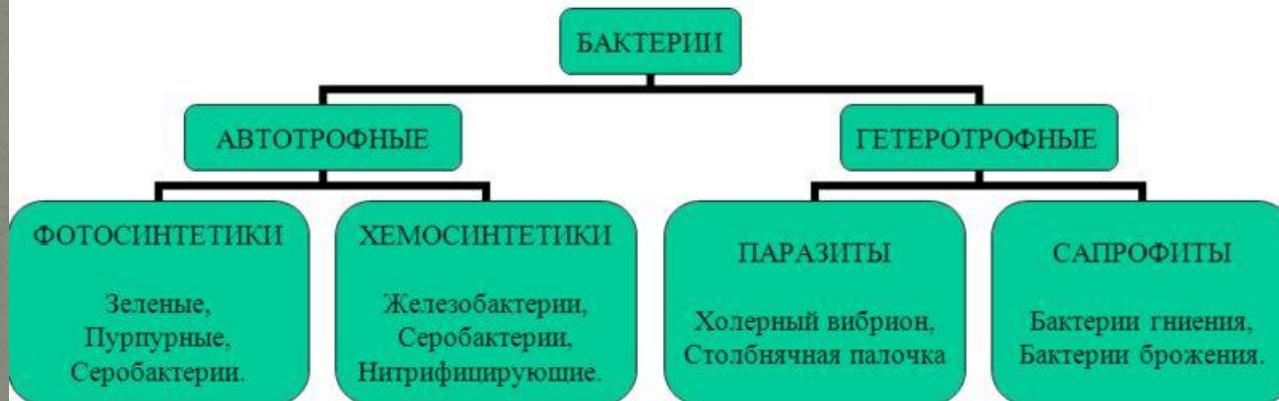 БАКТЕРИИ
АВТОТРОФНЫЕ
ГЕТЕРОТРОФНЫЕ
ФОТОСИНТЕТИКИ
Зеленые,
Пурпурные,
Серобактерии.
ХЕМОСИНТЕТИКИ
Железобактерии,
Серобактерии,
Нитрифицирующие.
ПАРАЗИТЫ
Холерный вибрион,
Столбнячная палочка
САПРОФИТЫ
Бактерии гниения,
Бактерии брожения.